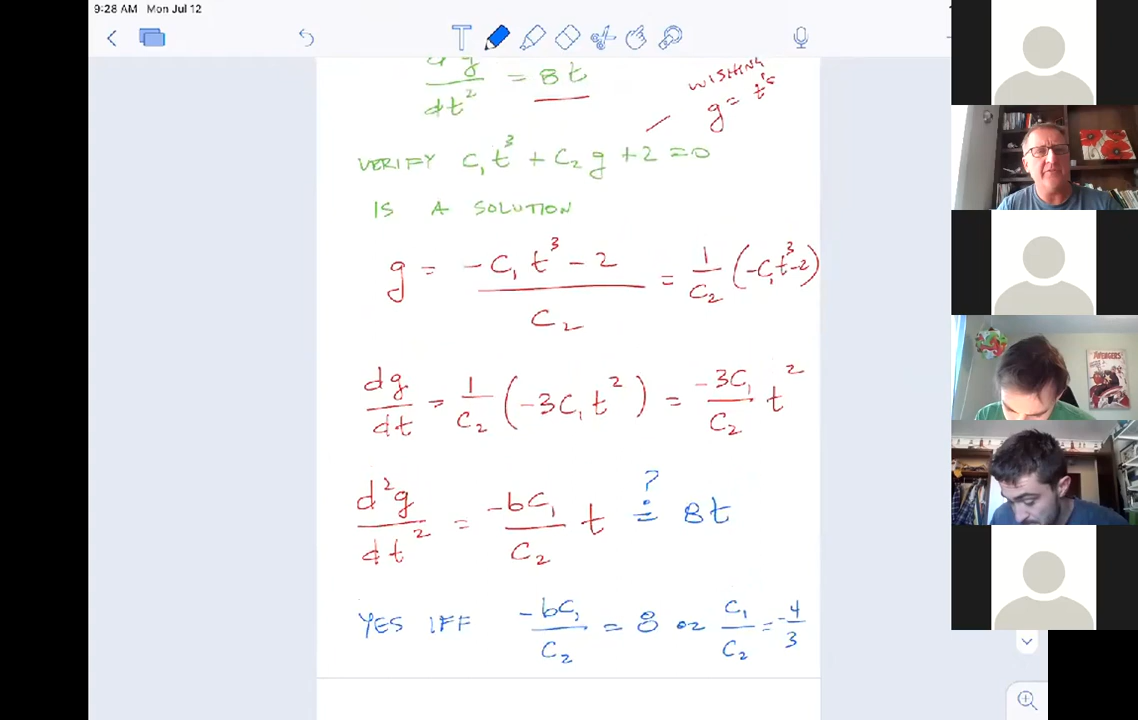 9:28 AM Mon Jul 12
T
d²g/dt² = 8t
WISHING
g = t's
VERIFY C₁t³ + C₂g + 2 = 0
IS A SOLUTION
g = (-C₁t³ - 2)/C₂ = 1/C₂ (-C₁t³-2)
dg/dt = 1/C₂ (-3C₁t²) = -3C₁/C₂ t²
d²g/dt² = -6C₁/C₂ t ≟ 8t
YES IFF -6C₁/C₂ = 8 or C₁/C₂ = -4/3
AVENGERS